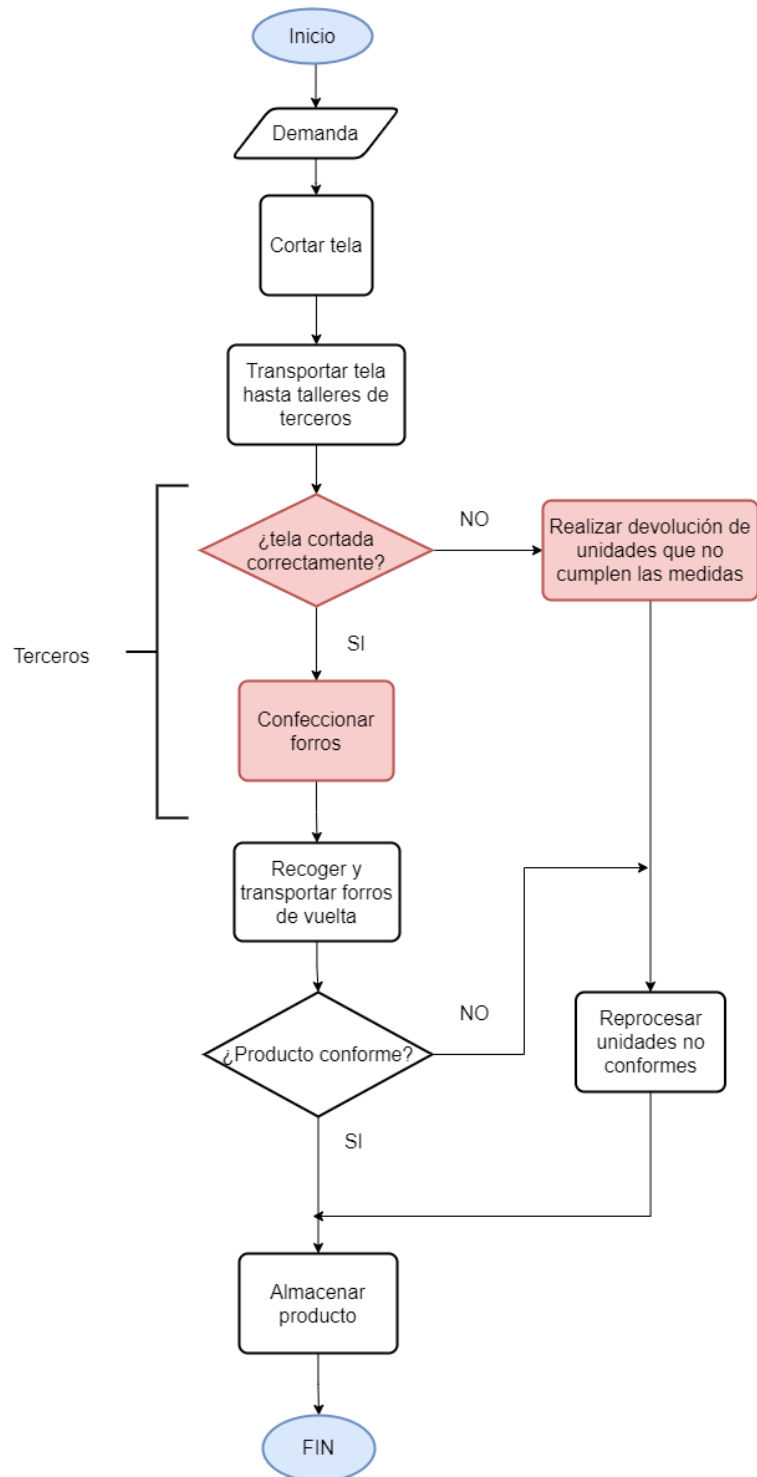 Inicio
Demanda
Cortar tela
Transportar tela
hasta talleres de
terceros
¿tela cortada
correctamente?
NO
Realizar devolución de
unidades que no
cumplen las medidas
SI
Terceros
Confeccionar
forros
Recoger y
transportar forros
de vuelta
¿Producto conforme?
NO
Reprocesar
unidades no
conformes
SI
Almacenar
producto
FIN